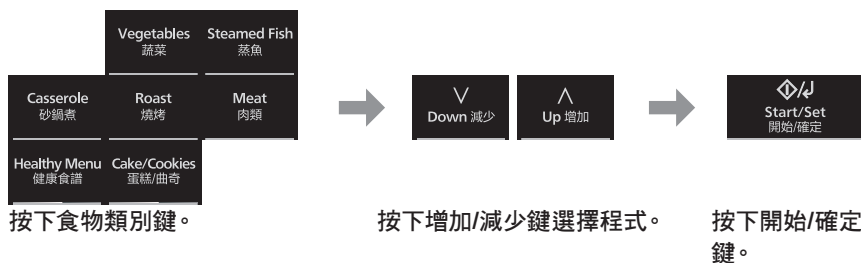 Vegetables
蔬菜
Steamed Fish
蒸魚
Casserole
砂鍋煮
Roast
燒烤
Meat
肉類
Healthy Menu
健康食譜
Cake/Cookies
蛋糕/曲奇
Down 減少
Up 增加
Start/Set
開始/確定
按下食物類別鍵。
按下增加/減少鍵選擇程式。
按下開始/確定
鍵。